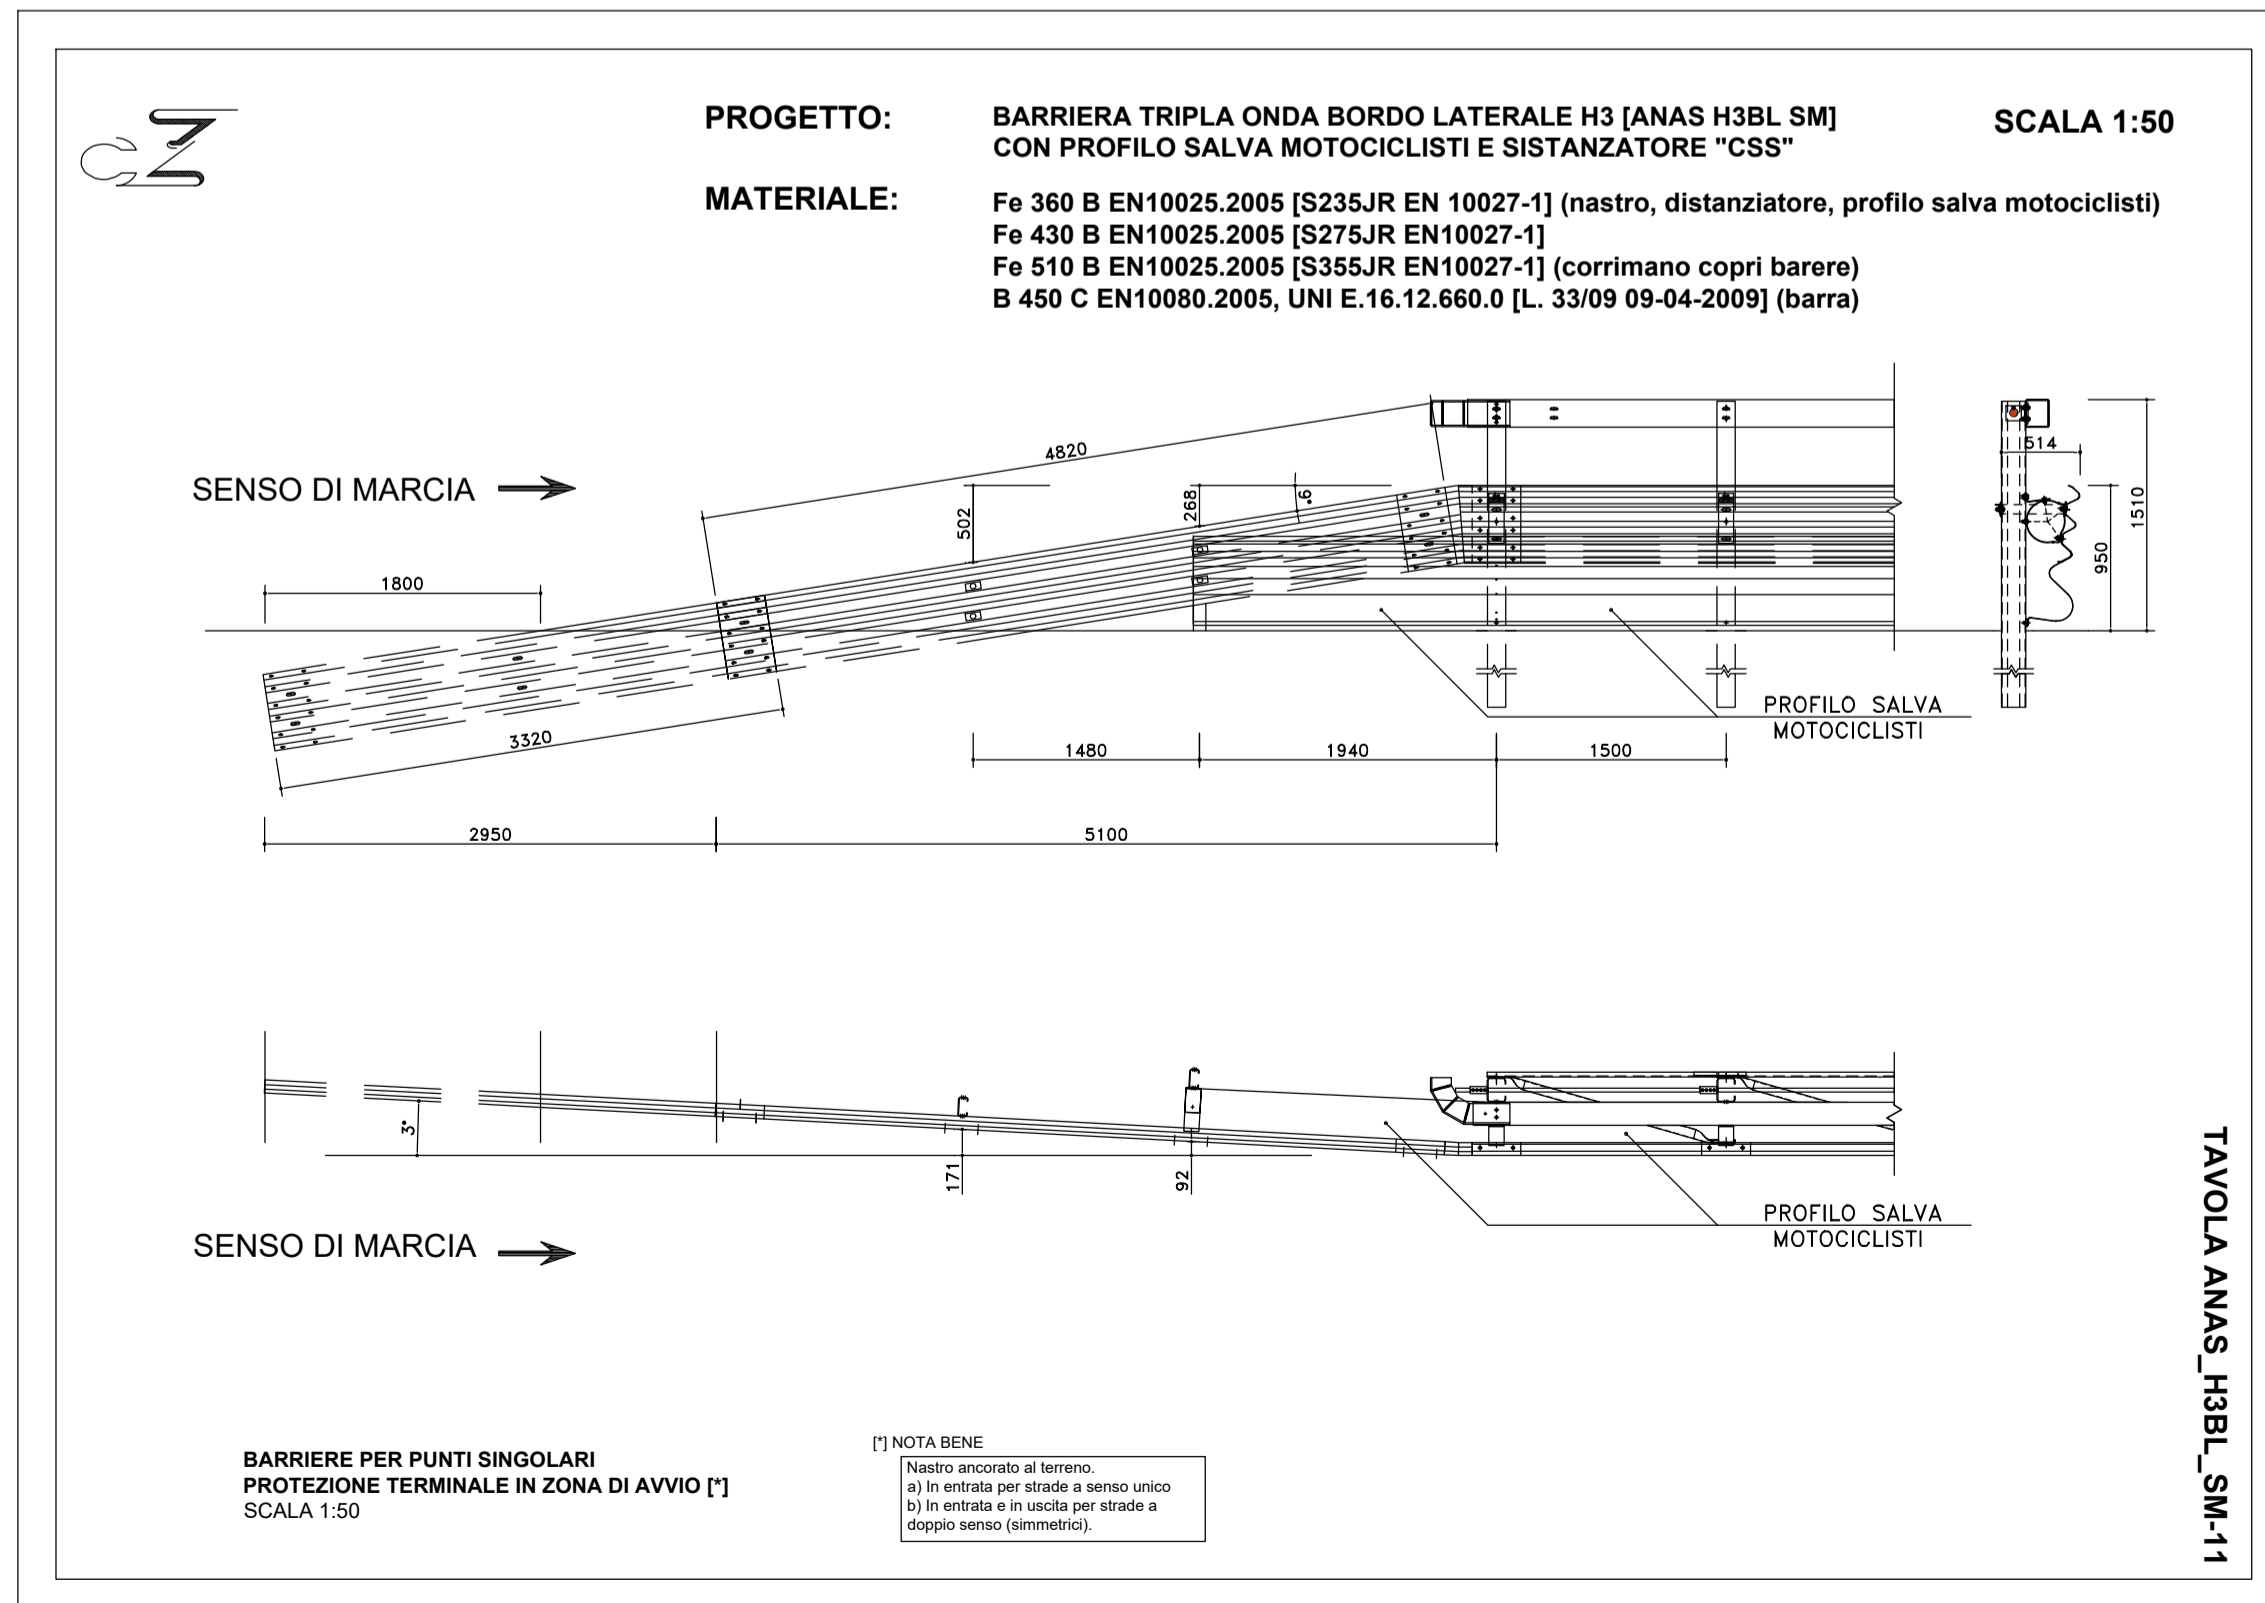 PROGETTO:
BARRIERA TRIPLA ONDA BORDO LATERALE H3 [ANAS H3BL SM]
CON PROFILO SALVA MOTOCICLISTI E SISTANZATORE "CSS"
SCALA 1:50
MATERIALE:
Fe 360 B EN10025.2005 [S235JR EN 10027-1] (nastro, distanziatore, profilo salva motociclisti)
Fe 430 B EN10025.2005 [S275JR EN10027-1]
Fe 510 B EN10025.2005 [S355JR EN10027-1] (corrimano copri barere)
B 450 C EN10080.2005, UNI E.16.12.660.0 [L. 33/09 09-04-2009] (barra)
SENSO DI MARCIA
4820
514
502
268
9°
1510
950
1800
3320
PROFILO SALVA
MOTOCICLISTI
1480
1940
1500
2950
5100
3°
171
92
PROFILO SALVA
MOTOCICLISTI
SENSO DI MARCIA
BARRIERE PER PUNTI SINGOLARI
PROTEZIONE TERMINALE IN ZONA DI AVVIO [*]
SCALA 1:50
[*] NOTA BENE
Nastro ancorato al terreno.
a) In entrata per strade a senso unico
b) In entrata e in uscita per strade a
doppio senso (simmetrici).
TAVOLA ANAS_H3BL_SM-11